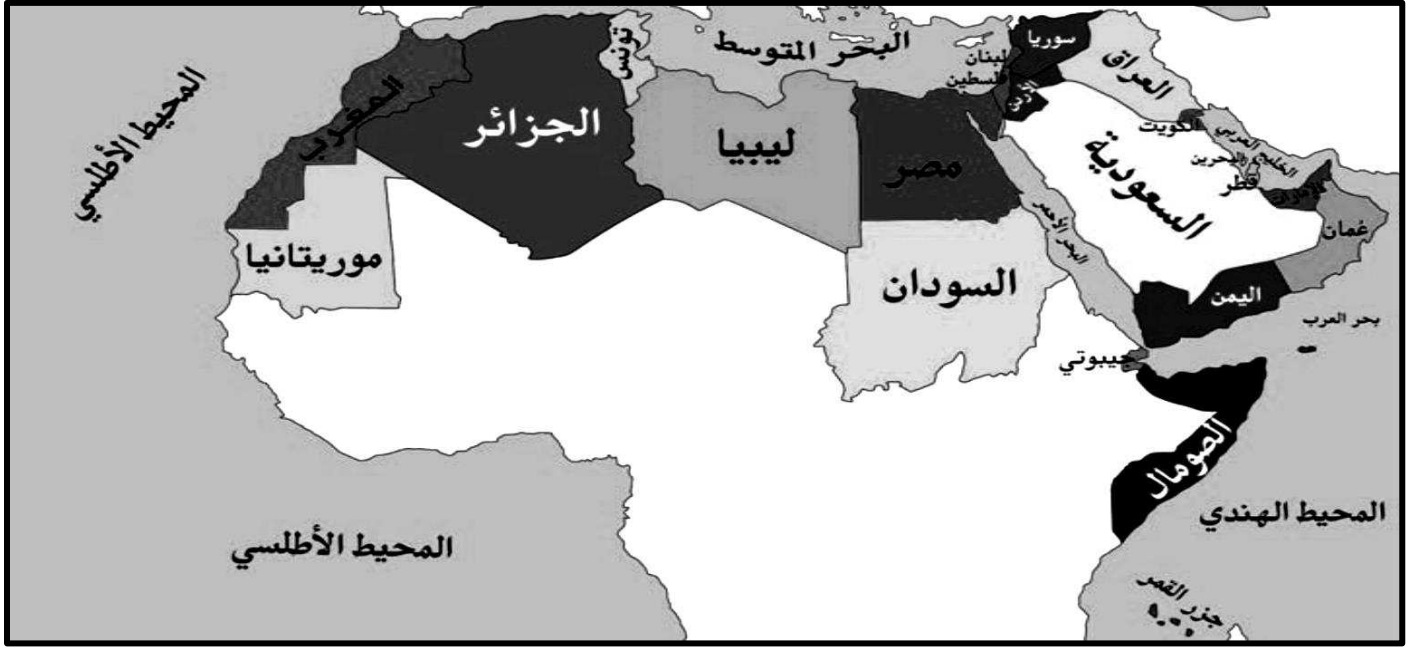 المحيط الأطلسي
المغرب
الجزائر
تونس
البحر المتوسط
ليبيا
مصر
موريتانيا
السودان
لبنان
فلسطين
سوريا
الأردن
العراق
الكويت
الخليج العربي
البحرين
قطر
الإمارات
السعودية
عُمان
البحر الأحمر
اليمن
بحر العرب
جيبوتي
الصومال
المحيط الهندي
المحيط الأطلسي
جزر القمر